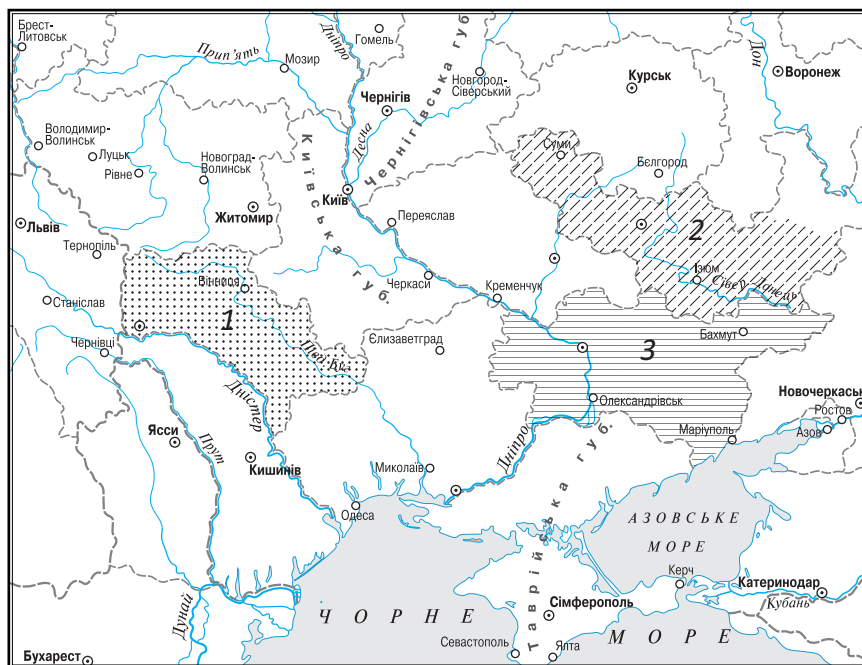 Брест-
Литовськ
Прип’ять
Мозир
Дніпро
Гомель
Чернігівська губ.
Новгород-
Сіверський
Курськ
Дон
Воронеж
Чернігів
Десна
Київська губ.
Володимир-
Волинськ
Луцьк
Рівне
Новоград-
Волинськ
Житомир
Київ
Суми
Бєлгород
Львів
Тернопіль
Переяслав
2
Ізюм
Сівер. Донець
Станіслав
Вінниця
1
Черкаси
Кременчук
Чернівці
Півд. Буг
Єлизаветград
3
Бахмут
Дністер
Олександрівськ
Новочеркаськ
Ростов
Азов
Маріуполь
Ясси
Прут
Кишинів
Миколаїв
Дніпро
Таврійська губ.
Одеса
АЗОВСЬКЕ
МОРЕ
Керч
Катеринодар
Кубань
Дунай
ЧОРНЕ
МОРЕ
Сімферополь
Севастополь
Ялта
Бухарест